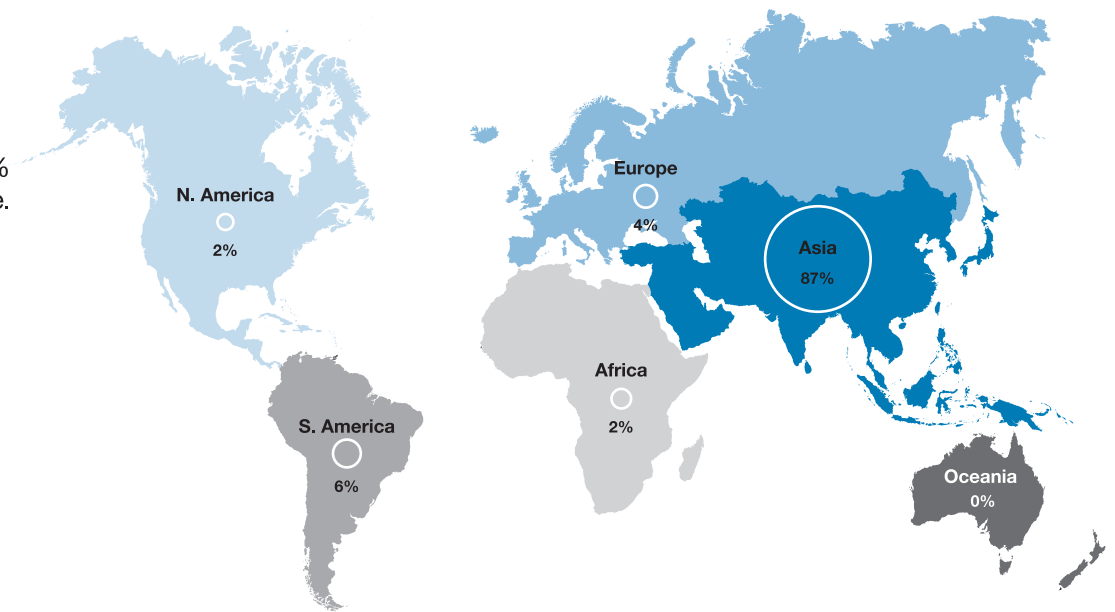 %
e.
N. America
2%
Europe
4%
Asia
87%
Africa
2%
S. America
6%
Oceania
0%